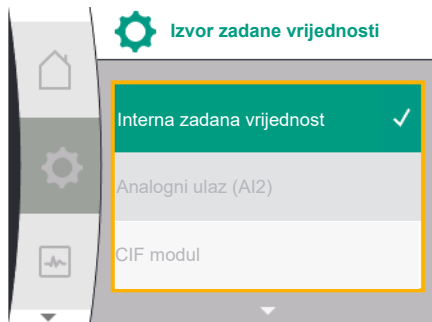 Izvor zadane vrijednosti
Interna zadana vrijednost
Analogni ulaz (AI2)
CIF modul